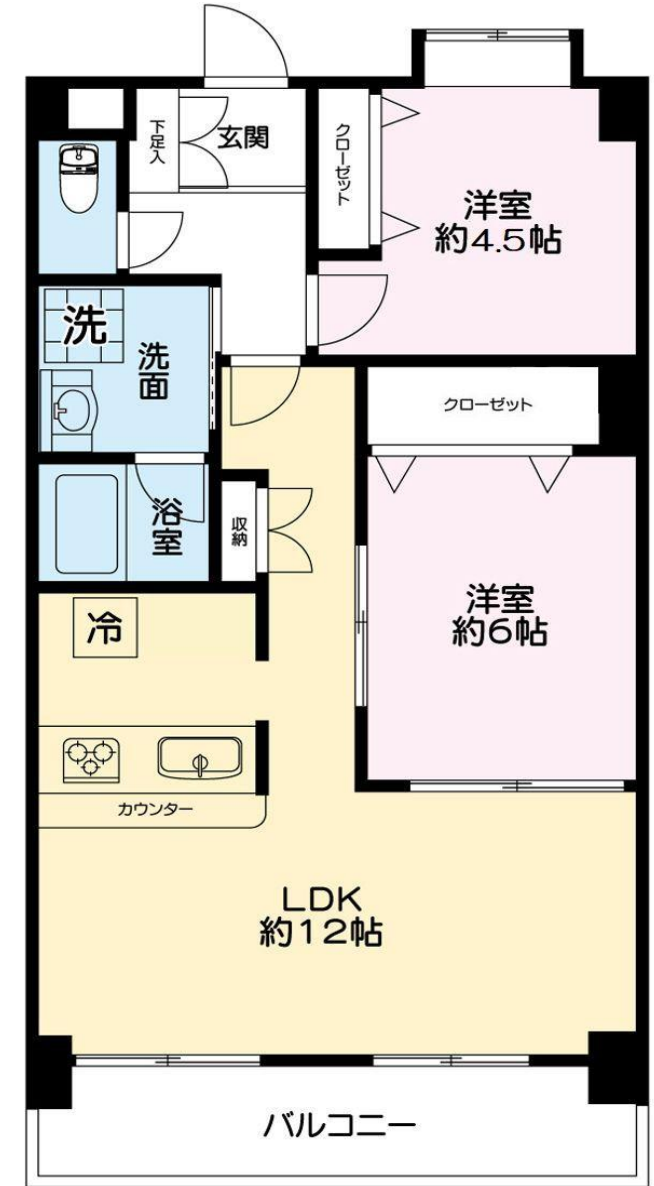 下足入
玄関
クローゼット
洋室
約4.5帖
洗
洗面
クローゼット
浴室
収納
洋室
約6帖
冷
カウンター
LDK
約12帖
バルコニー